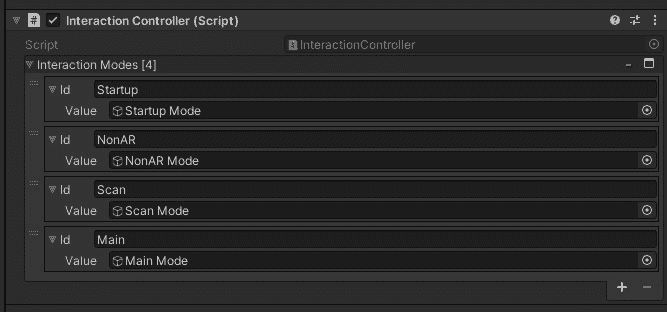 Interaction Controller (Script)
Script InteractionController
Interaction Modes [4]
Id Startup
Value Startup Mode
Id NonAR
Value NonAR Mode
Id Scan
Value Scan Mode
Id Main
Value Main Mode